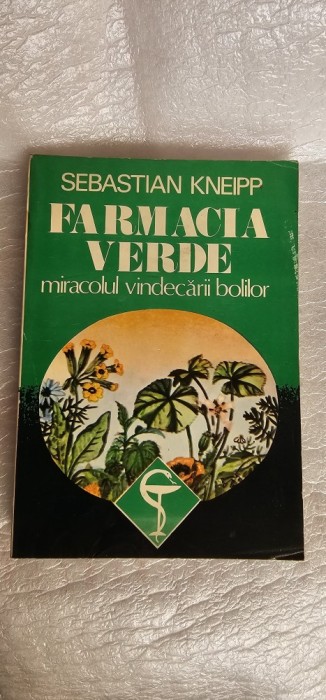 SEBASTIAN KNEIPP
FARMACIA
VERDE
miracolul vindecării bolilor